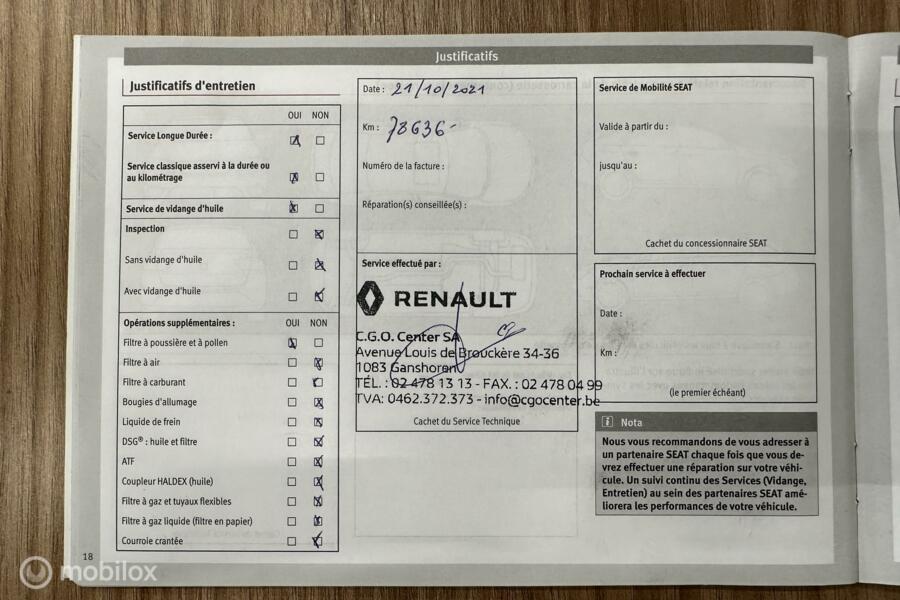 Justificatifs
Justificatifs d'entretien
OUI NON
Service Longue Durée :
Service classique asservi à la durée ou
au kilométrage
Service de vidange d'huile
Inspection
Sans vidange d'huile
Avec vidange d'huile
Opérations supplémentaires : OUI NON
Filtre à poussière et à pollen
Filtre à air
Filtre à carburant
Bougies d'allumage
Liquide de frein
DSG® : huile et filtre
ATF
Coupleur HALDEX (huile)
Filtre à gaz et tuyaux flexibles
Filtre à gaz liquide (filtre en papier)
Courroie crantée
18
Date : 21/10/2021
Km : 78636-
Numéro de la facture :
Réparation(s) conseillée(s) :
Service effectué par :
RENAULT
C.G.O. Center SA
Avenue Louis de Brouckère 34-36
1083 Ganshoren
TÉL. : 02 478 13 13 - FAX. : 02 478 04 99
TVA: 0462.372.373 - info@cgocenter.be
Cachet du Service Technique
Service de Mobilité SEAT
Valide à partir du :
jusqu'au :
Cachet du concessionnaire SEAT
Prochain service à effectuer
Date :
Km :
(le premier échéant)
i Nota
Nous vous recommandons de vous adresser à
un partenaire SEAT chaque fois que vous de-
vrez effectuer une réparation sur votre véhi-
cule. Un suivi continu des Services (Vidange,
Entretien) au sein des partenaires SEAT amé-
liorera les performances de votre véhicule.
mobilox